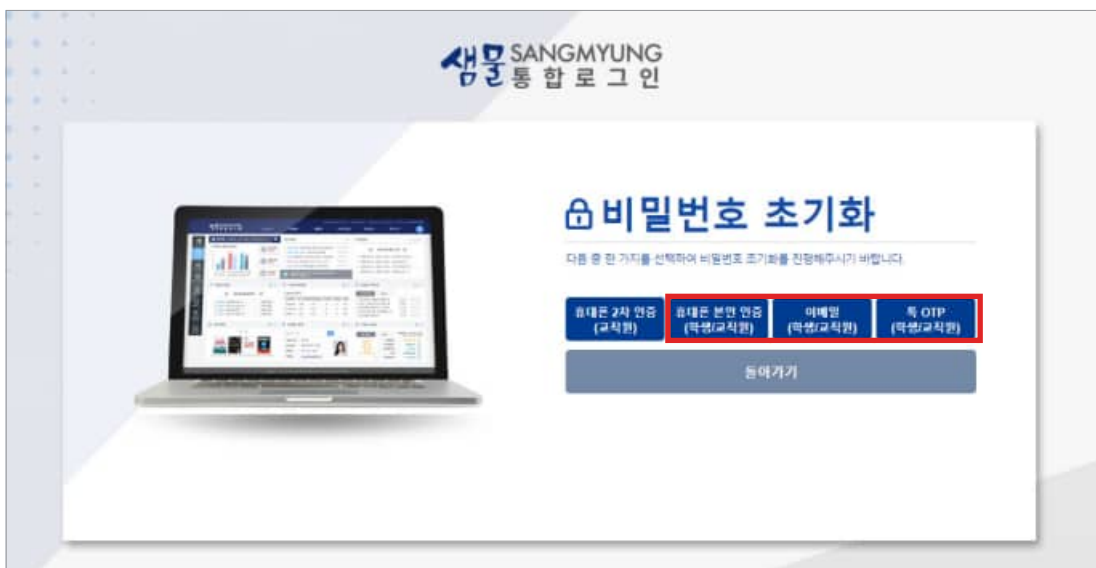 샘물 SANGMYUNG
통합로그인
비밀번호 초기화
다음 중 한 가지를 선택하여 비밀번호 초기화를 진행해주시기 바랍니다.
휴대폰 2차 인증
(교직원)
휴대폰 본인 인증
(학생/교직원)
이메일
(학생/교직원)
톡 OTP
(학생/교직원)
돌아가기